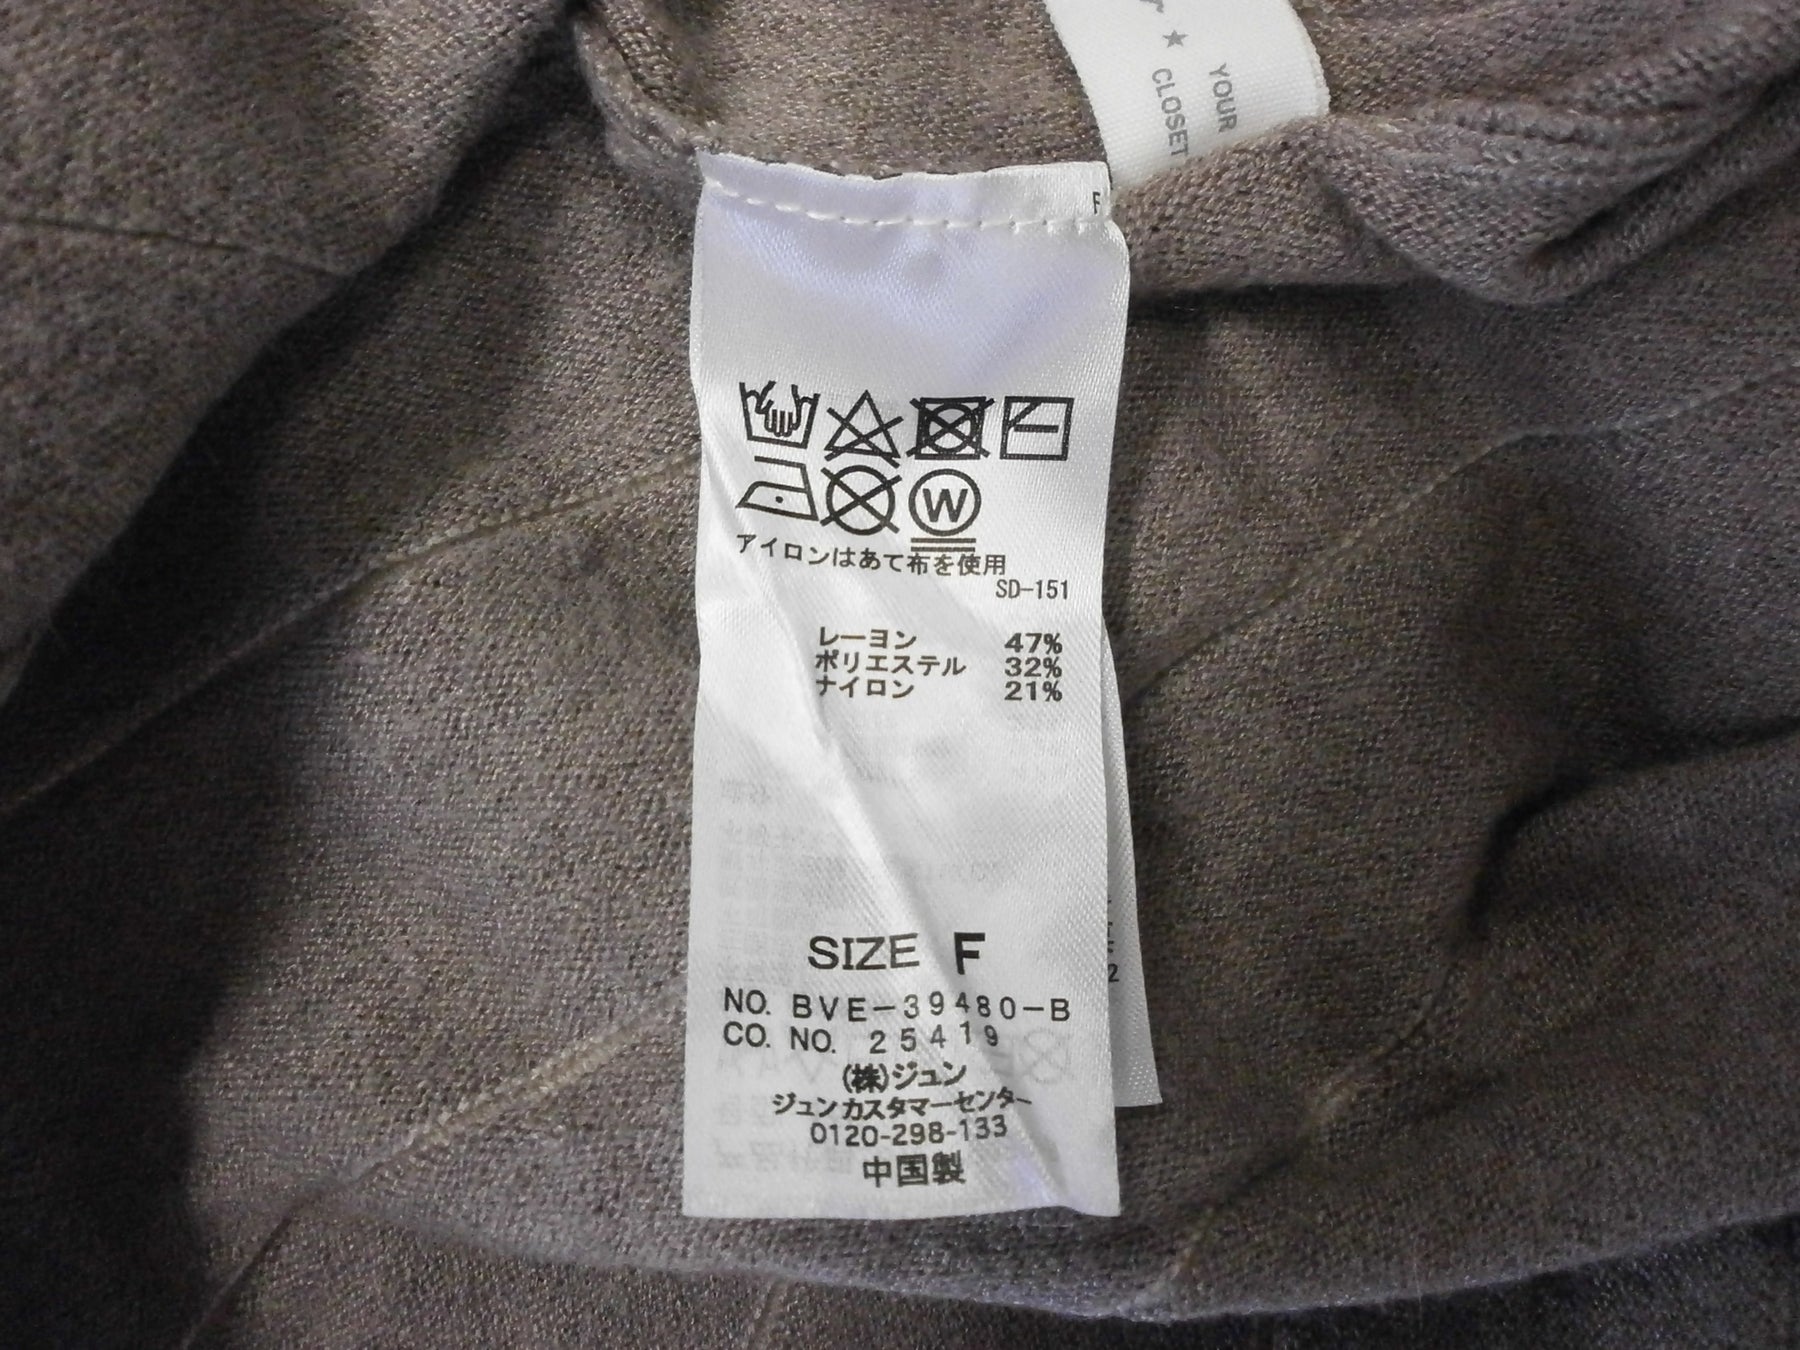 YOUR
CLOSET
F
W
アイロンはあて布を使用
SD-151
レーヨン 47%
ポリエステル 32%
ナイロン 21%
SIZE F
NO. BVE-39480-B
CO. NO. 25419
(株)ジュン
ジュンカスタマーセンター
0120-298-133
中国製
2